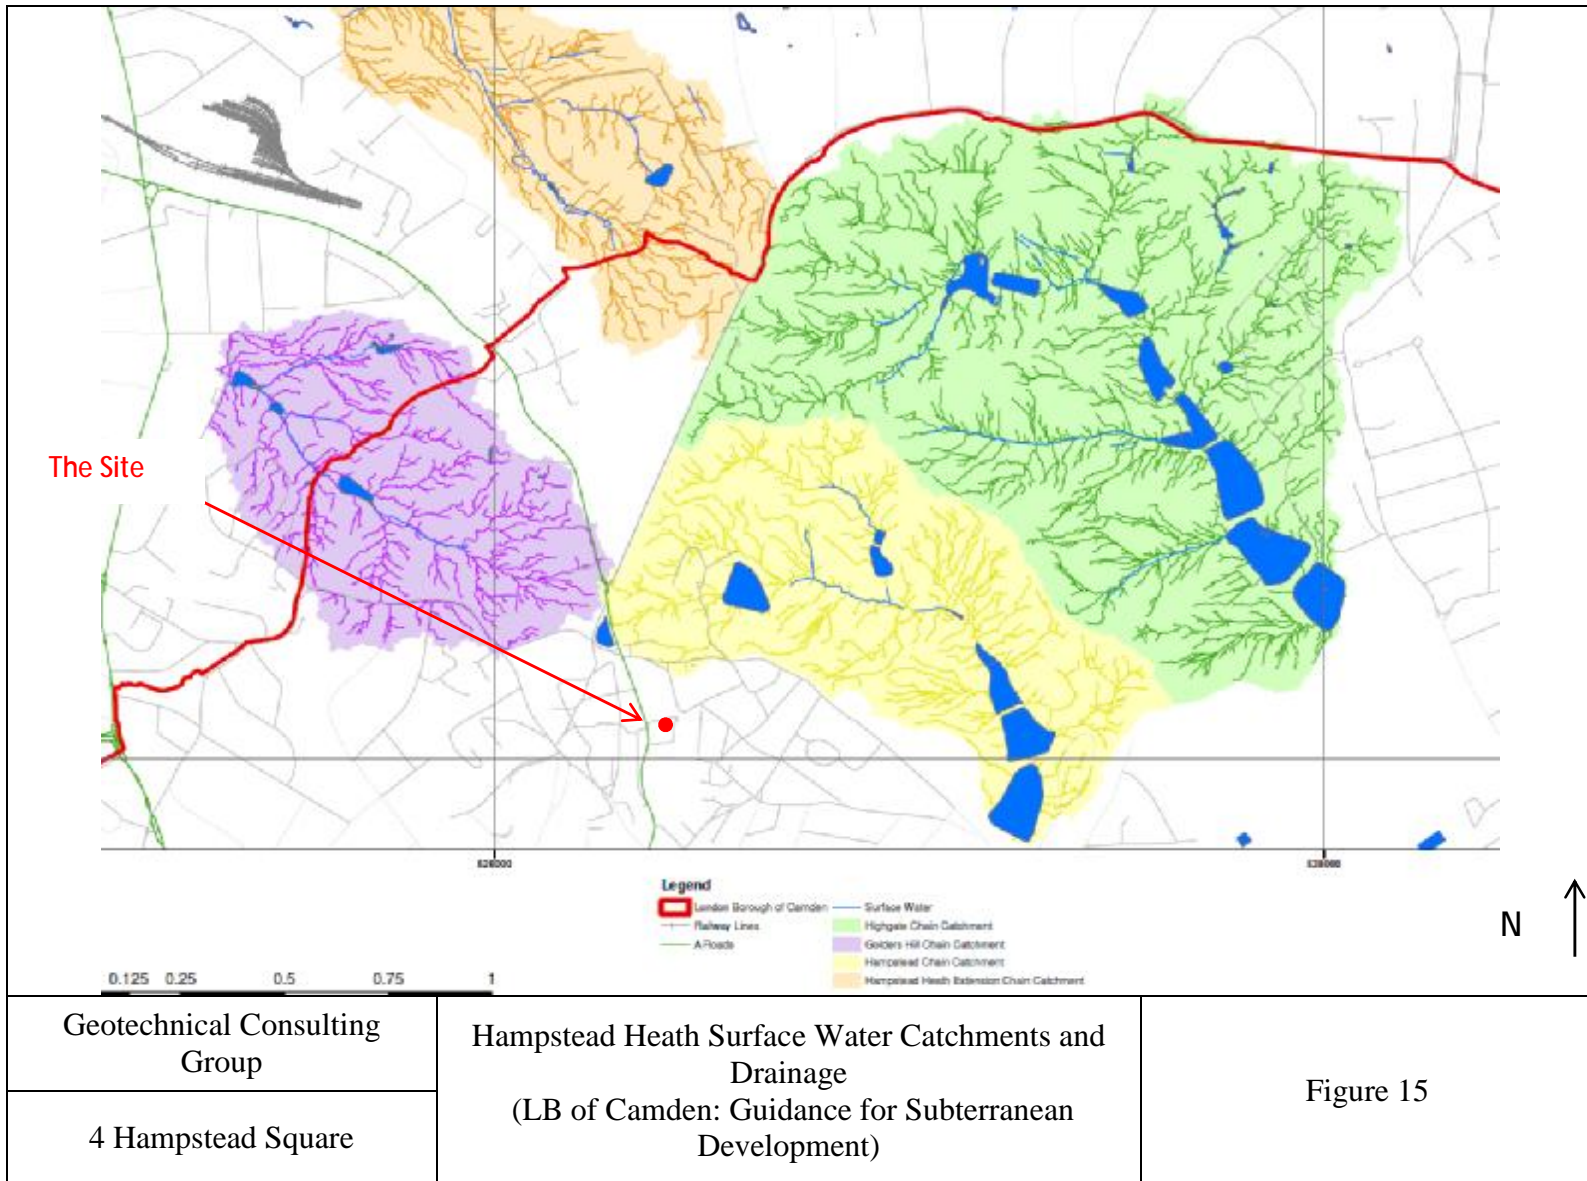 The Site
Legend
London Borough of Camden
Railway Lines
A Roads
Surface Water
Highgate Chain Catchment
Golders Hill Chain Catchment
Hampstead Chain Catchment
Hampstead Heath Extension Chain Catchment
N
0.125 0.25 0.5 0.75 1
Geotechnical Consulting
Group
4 Hampstead Square
Hampstead Heath Surface Water Catchments and
Drainage
(LB of Camden: Guidance for Subterranean
Development)
Figure 15